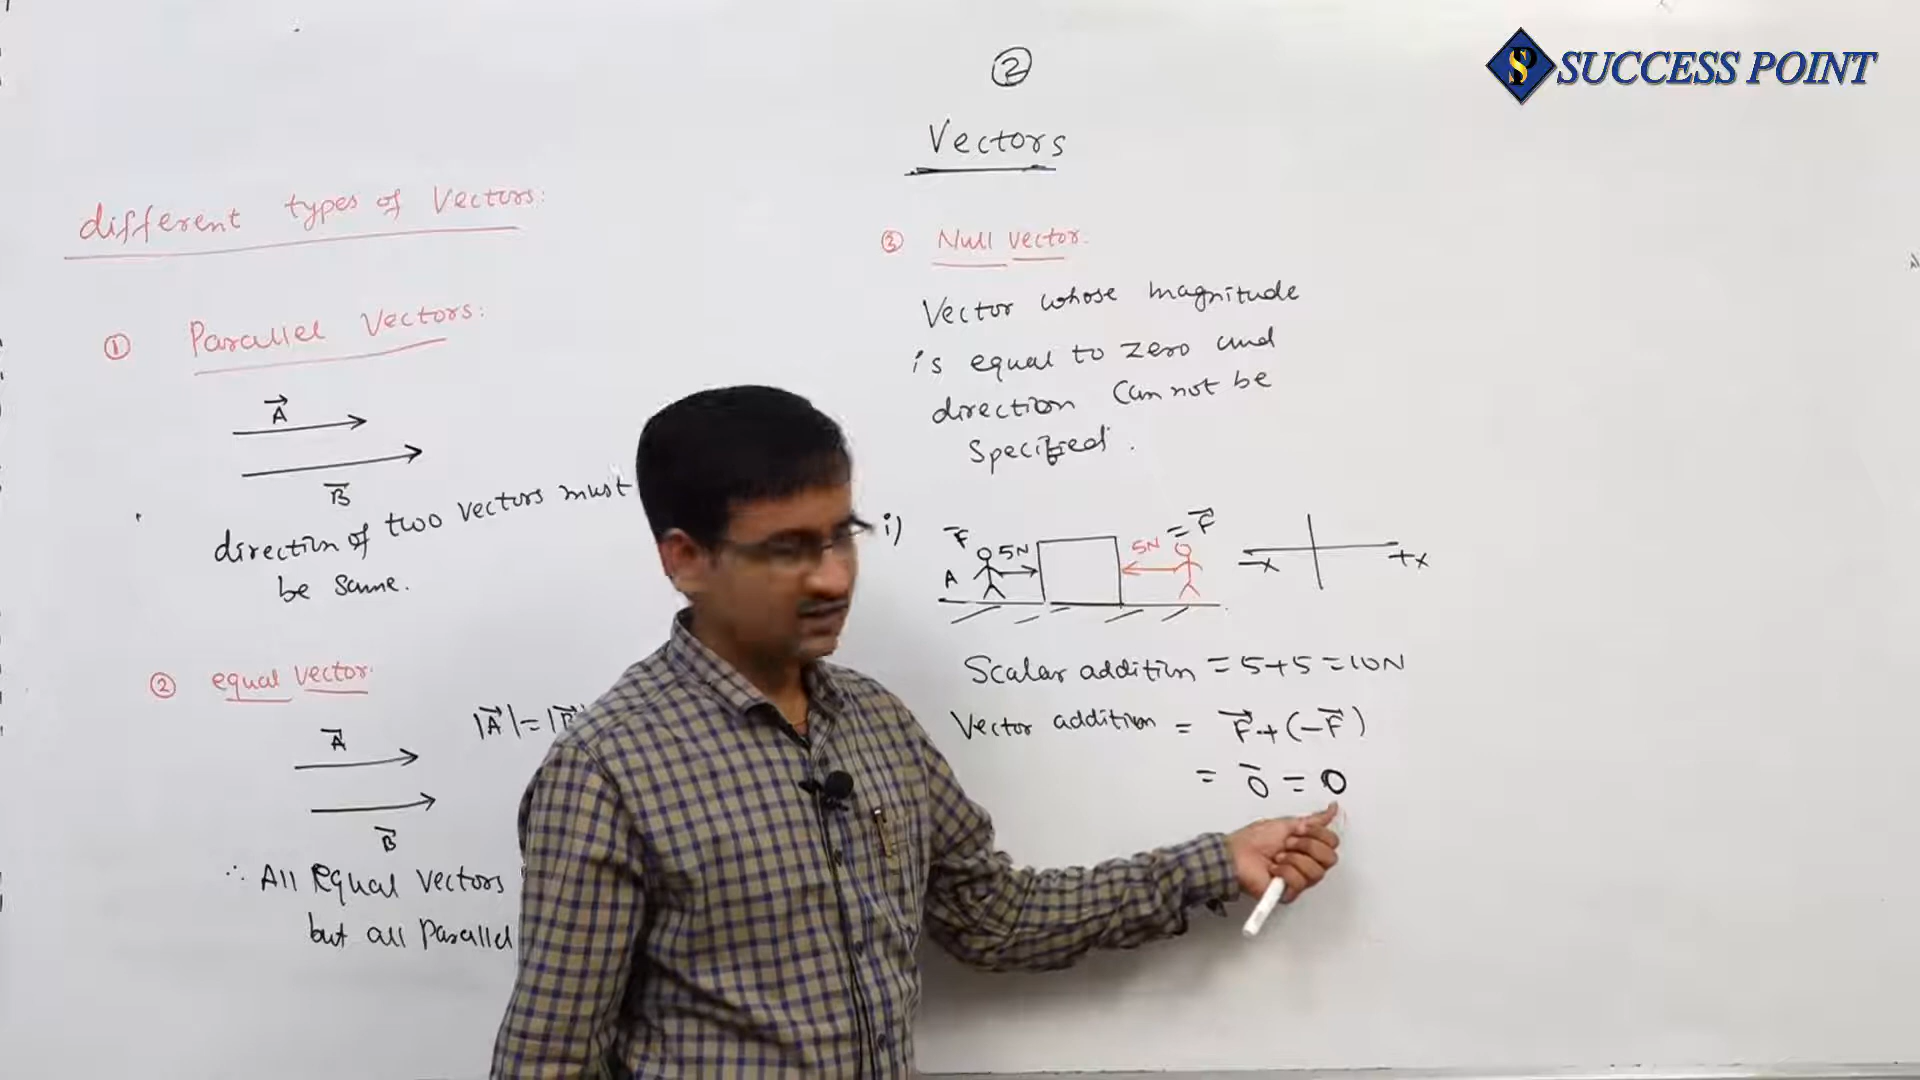 SP SUCCESS POINT
②
Vectors
different types of Vectors:
① Parallel Vectors:
A
B
direction of two vectors must
be same.
② equal vector.
A
|A| = |B
B
∴ All Equal vectors
but all Parallel
③ Null vector.
Vector whose magnitude
is equal to zero and
direction Cannot be
Specified.
i)
F 5N 5N = F
A
-x +x
Scalar addition = 5+5 = 10N
Vector addition = F + (-F)
= 0 = 0